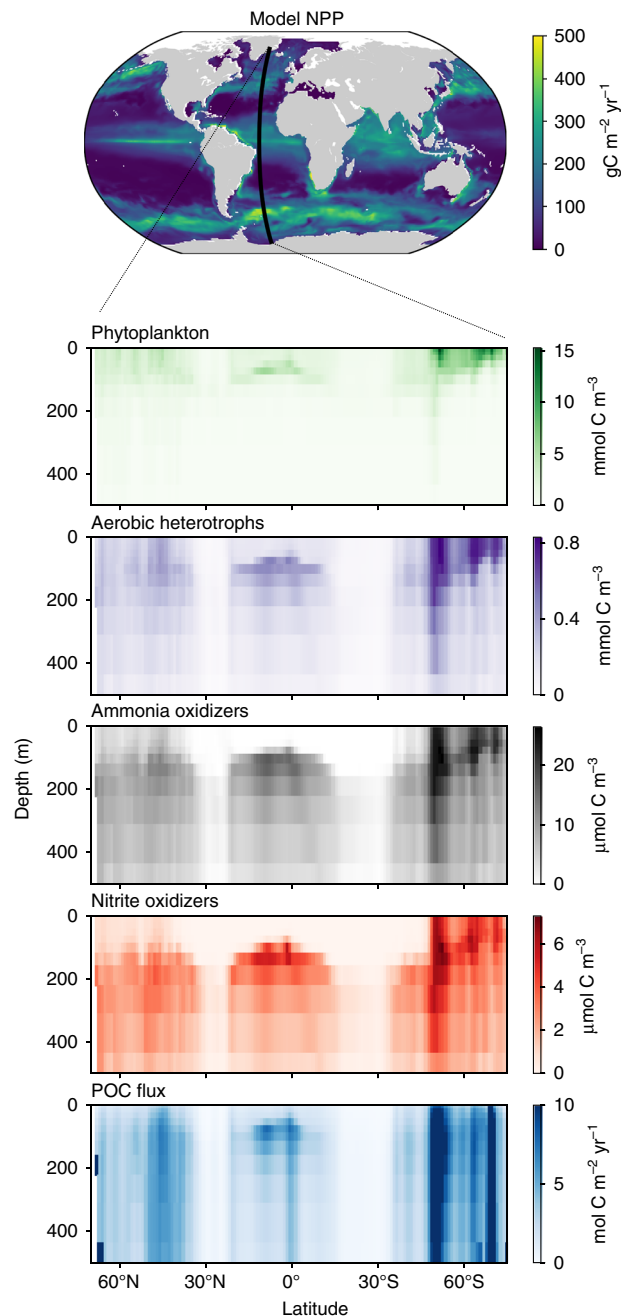 Model NPP
500
400
300
200
100
0
gC m⁻² yr⁻¹
Phytoplankton
0
200
400
15
10
5
0
mmol C m⁻³
Aerobic heterotrophs
0
200
400
0.8
0.4
0
mmol C m⁻³
Ammonia oxidizers
0
200
400
20
10
0
µmol C m⁻³
Depth (m)
Nitrite oxidizers
0
200
400
6
4
2
0
µmol C m⁻³
POC flux
0
200
400
10
5
0
mol C m⁻² yr⁻¹
60°N 30°N 0° 30°S 60°S
Latitude